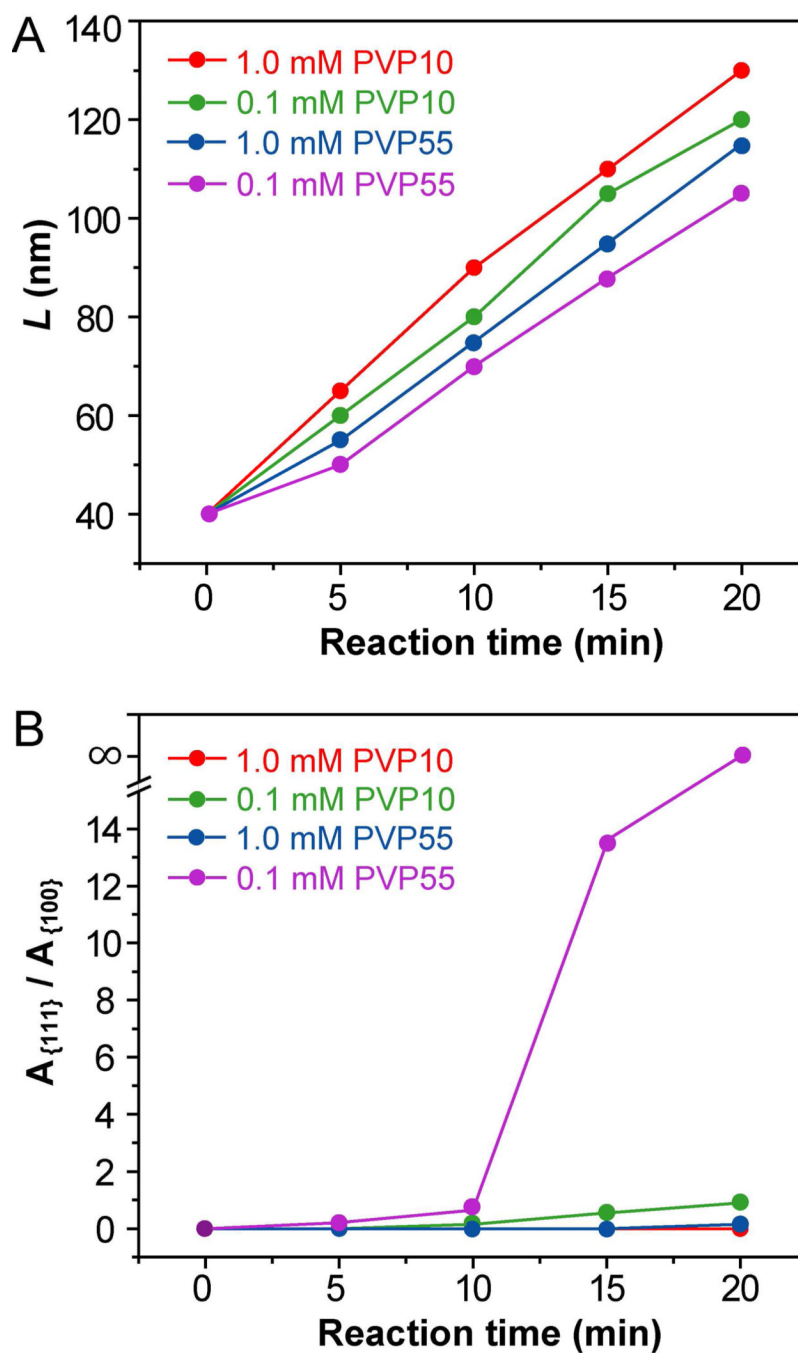 A
140
120
100
80
60
40
L (nm)
1.0 mM PVP10
0.1 mM PVP10
1.0 mM PVP55
0.1 mM PVP55
0 5 10 15 20
Reaction time (min)
B
∞
14
12
10
8
6
4
2
0
A{111} / A{100}
1.0 mM PVP10
0.1 mM PVP10
1.0 mM PVP55
0.1 mM PVP55
0 5 10 15 20
Reaction time (min)